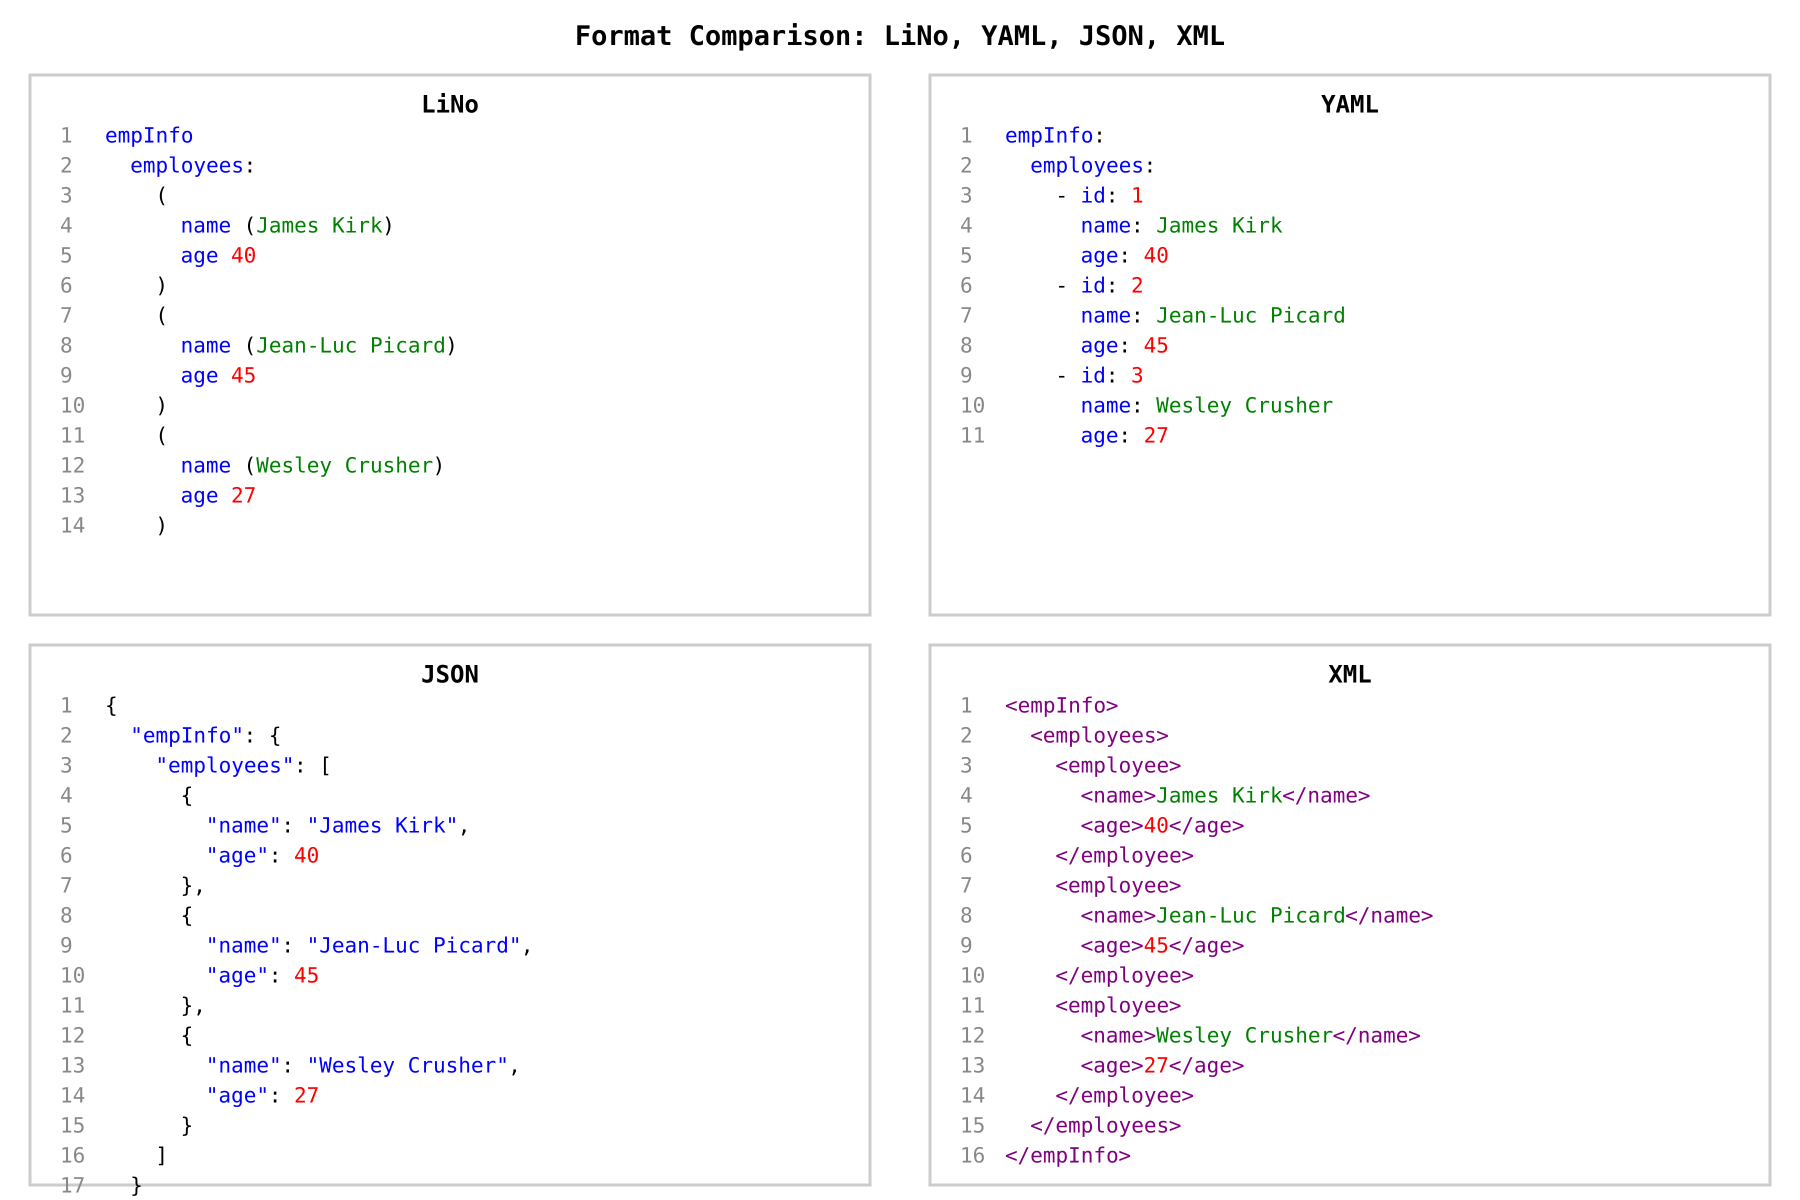 Format Comparison: LiNo, YAML, JSON, XML
LiNo
1 empInfo
2   employees:
3     (
4       name (James Kirk)
5       age 40
6     )
7     (
8       name (Jean-Luc Picard)
9       age 45
10     )
11     (
12       name (Wesley Crusher)
13       age 27
14     )
YAML
1 empInfo:
2   employees:
3     - id: 1
4       name: James Kirk
5       age: 40
6     - id: 2
7       name: Jean-Luc Picard
8       age: 45
9     - id: 3
10       name: Wesley Crusher
11       age: 27
JSON
1 {
2   "empInfo": {
3     "employees": [
4       {
5         "name": "James Kirk",
6         "age": 40
7       },
8       {
9         "name": "Jean-Luc Picard",
10         "age": 45
11       },
12       {
13         "name": "Wesley Crusher",
14         "age": 27
15       }
16     ]
17   }
XML
1 <empInfo>
2   <employees>
3     <employee>
4       <name>James Kirk</name>
5       <age>40</age>
6     </employee>
7     <employee>
8       <name>Jean-Luc Picard</name>
9       <age>45</age>
10     </employee>
11     <employee>
12       <name>Wesley Crusher</name>
13       <age>27</age>
14     </employee>
15   </employees>
16 </empInfo>